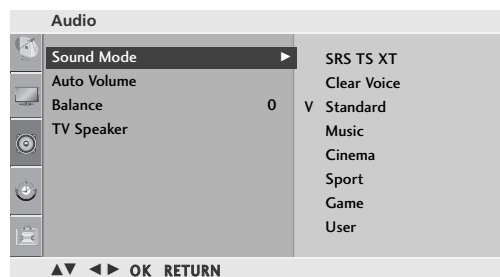 Audio
Sound Mode ►
Auto Volume
Balance 0
TV Speaker
SRS TS XT
Clear Voice
V Standard
Music
Cinema
Sport
Game
User
▲▼ ◄► OK RETURN